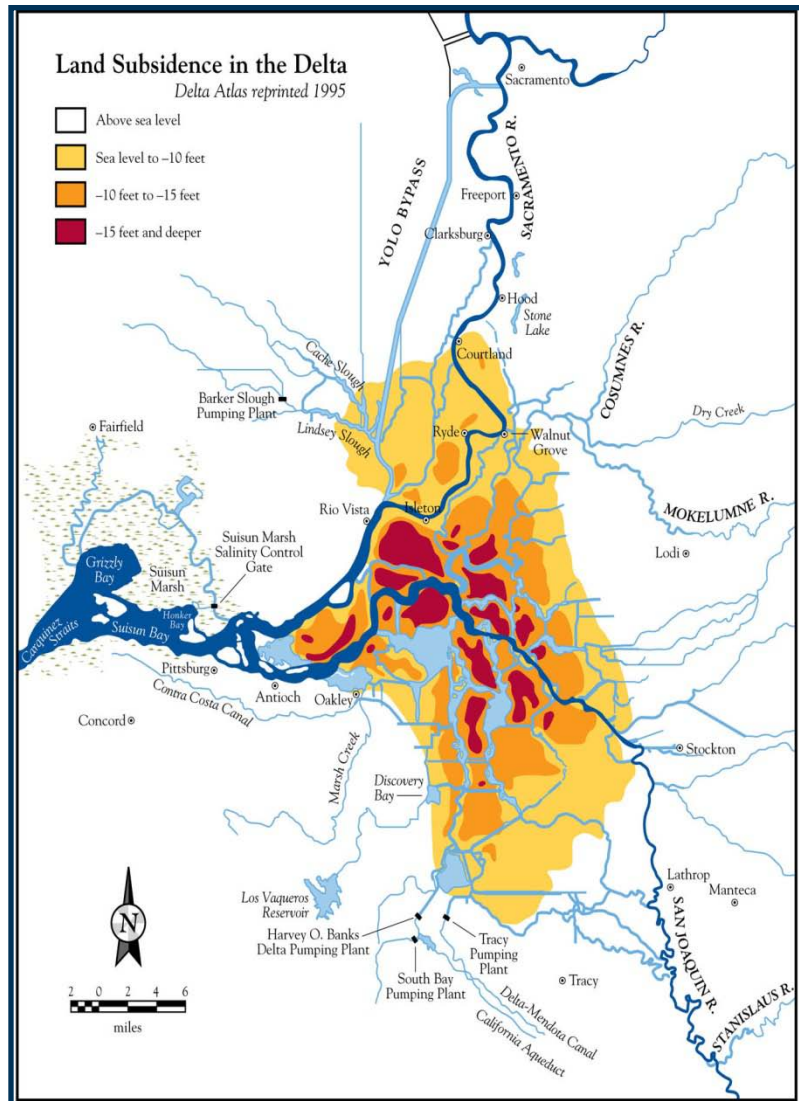 Land Subsidence in the Delta
Delta Atlas reprinted 1995
Above sea level
Sea level to –10 feet
–10 feet to –15 feet
–15 feet and deeper
Sacramento
YOLO BYPASS
SACRAMENTO R.
Freeport
Clarksburg
Hood
Stone
Lake
Courtland
COSUMNES R.
Cache Slough
Barker Slough
Pumping Plant
Lindsey Slough
Dry Creek
Fairfield
Ryde
Walnut
Grove
MOKELUMNE R.
Rio Vista
Isleton
Lodi
Suisun Marsh
Salinity Control
Gate
Grizzly
Bay
Suisun
Marsh
Honker
Bay
Carquinez
Straits
Suisun Bay
Pittsburg
Antioch
Oakley
Contra Costa Canal
Concord
Marsh Creek
Stockton
Discovery
Bay
Los Vaqueros
Reservoir
Lathrop
Manteca
N
Harvey O. Banks
Delta Pumping Plant
Tracy
Pumping
Plant
SAN JOAQUIN R.
South Bay
Pumping Plant
Tracy
Delta-Mendota Canal
California Aqueduct
STANISLAUS R.
2 0 2 4 6
miles